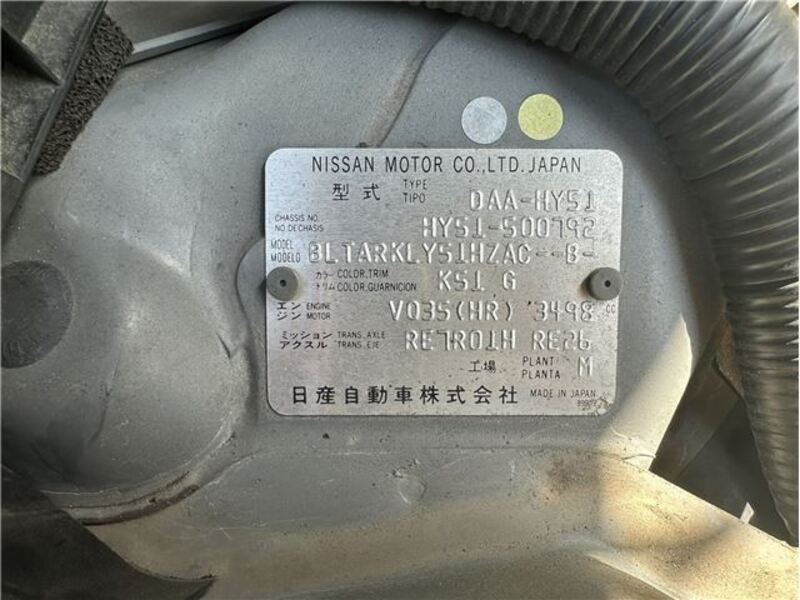 NISSAN MOTOR CO.,LTD.JAPAN
型式 TYPE TIPO DAA-HY51
CHASSIS NO. NO.DE CHASIS HY51-500792
MODEL MODELO BLTARKLY51HZAC--B-
カラー COLOR,TRIM トリム COLOR,GUARNICION K51 G
エンジン ENGINE MOTOR VQ35(HR) 3498 CC
ミッション TRANS,AXLE アクスル TRANS,EJE RE7R01H RE26
工場 PLANT PLANTA M
日産自動車株式会社 MADE IN JAPAN